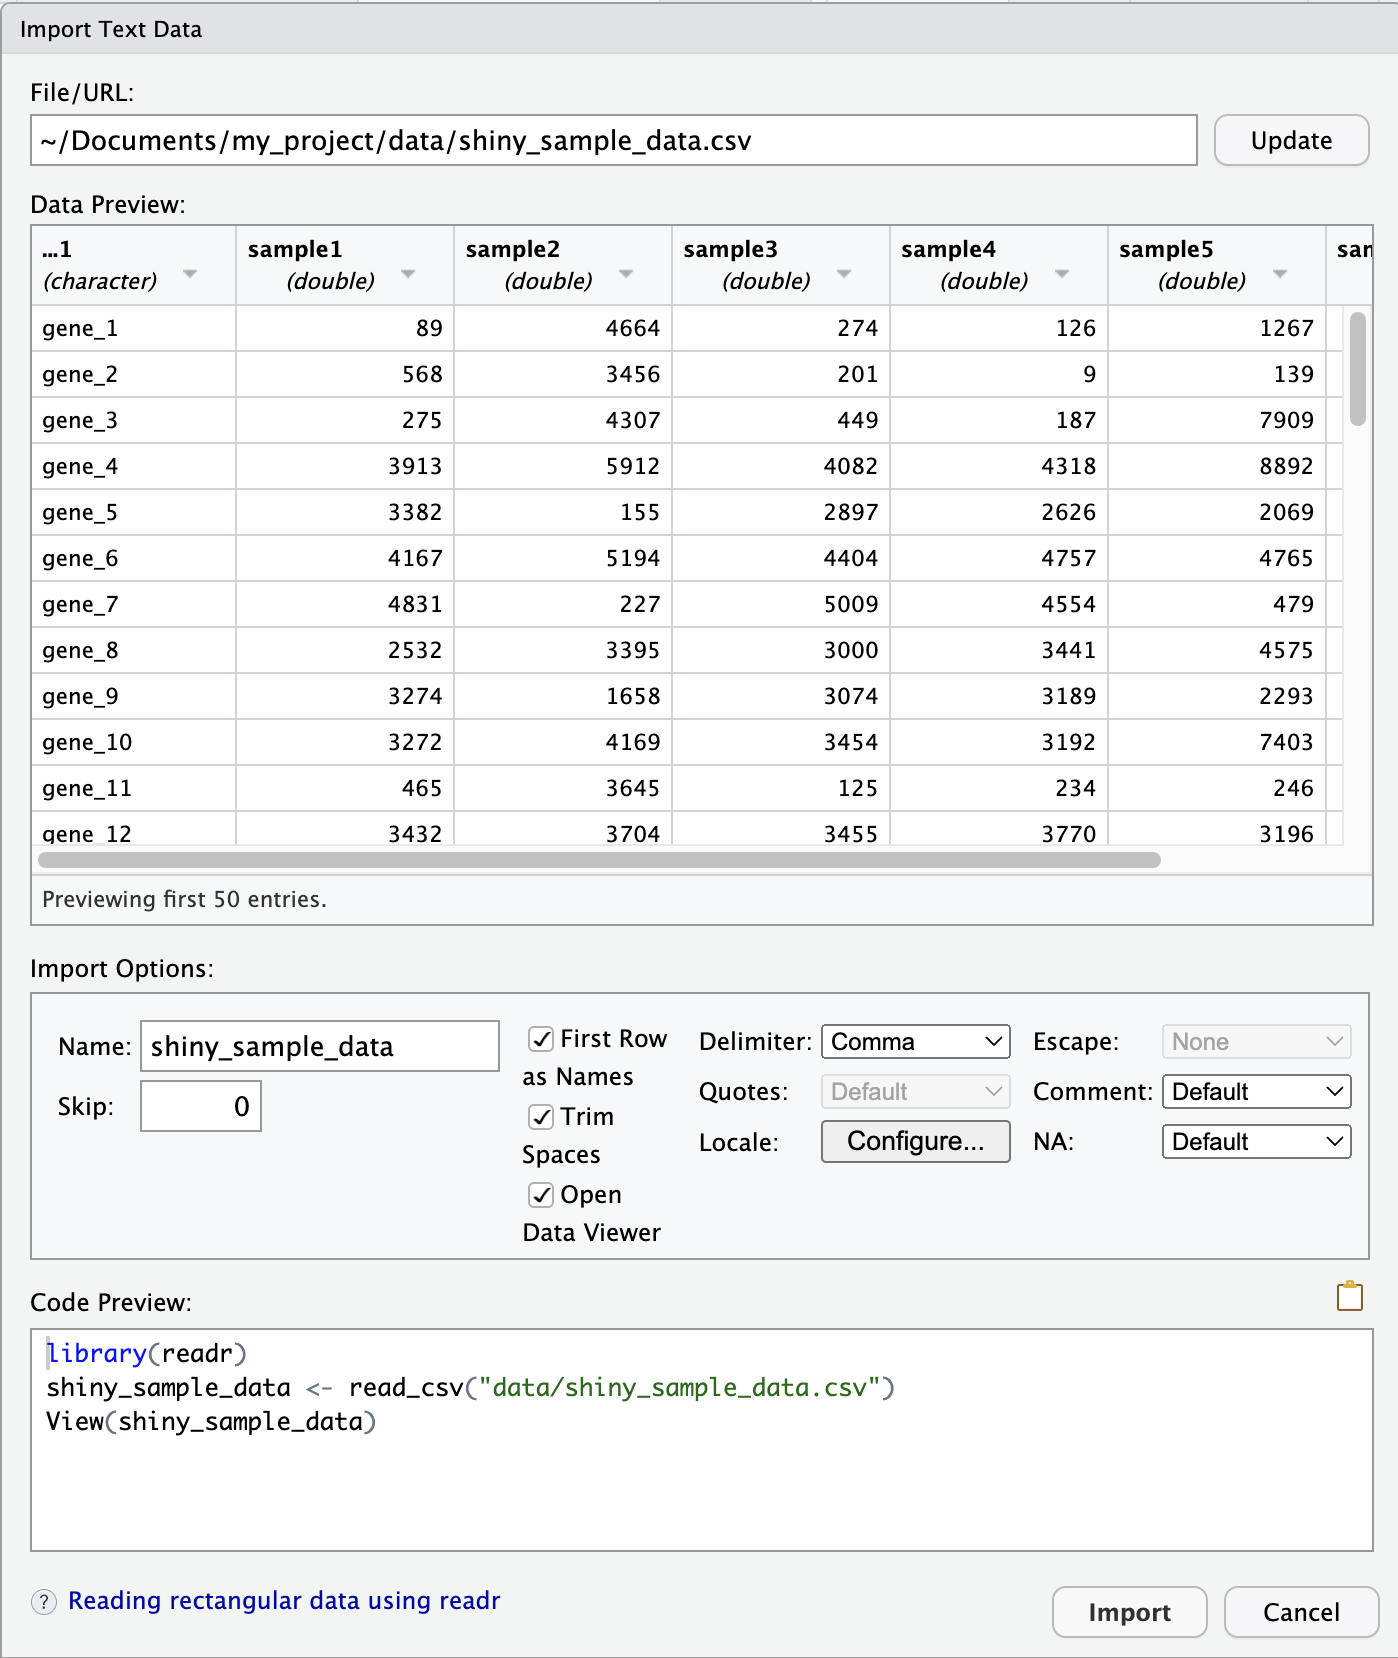 Import Text Data
File/URL:
~/Documents/my_project/data/shiny_sample_data.csv Update
Data Preview:
...1 sample1 sample2 sample3 sample4 sample5 sam
(character) (double) (double) (double) (double) (double)
gene_1 89 4664 274 126 1267
gene_2 568 3456 201 9 139
gene_3 275 4307 449 187 7909
gene_4 3913 5912 4082 4318 8892
gene_5 3382 155 2897 2626 2069
gene_6 4167 5194 4404 4757 4765
gene_7 4831 227 5009 4554 479
gene_8 2532 3395 3000 3441 4575
gene_9 3274 1658 3074 3189 2293
gene_10 3272 4169 3454 3192 7403
gene_11 465 3645 125 234 246
gene_12 3432 3704 3455 3770 3196
Previewing first 50 entries.
Import Options:
Name: shiny_sample_data
Skip: 0
First Row
as Names
Trim
Spaces
Open
Data Viewer
Delimiter: Comma
Quotes: Default
Locale: Configure...
Escape: None
Comment: Default
NA: Default
Code Preview:
library(readr)
shiny_sample_data <- read_csv("data/shiny_sample_data.csv")
View(shiny_sample_data)
? Reading rectangular data using readr
Import Cancel